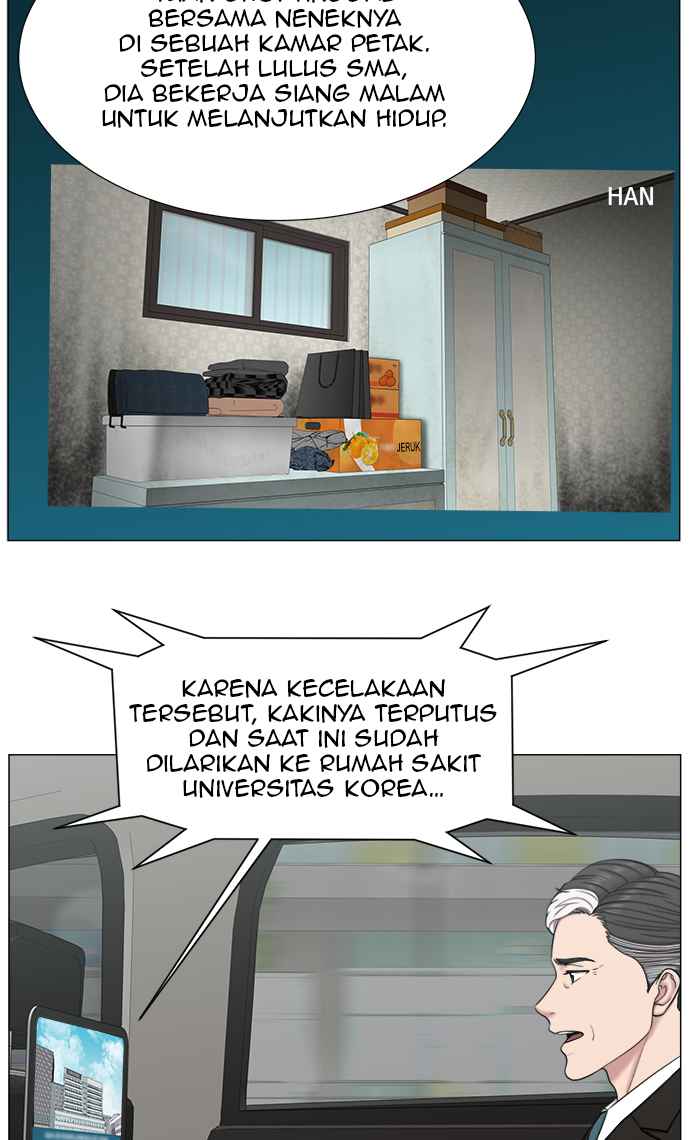 BERSAMA NENEKNYA
DI SEBUAH KAMAR PETAK.
SETELAH LULUS SMA,
DIA BEKERJA SIANG MALAM
UNTUK MELANJUTKAN HIDUP.
HAN
JERUK
KARENA KECELAKAAN
TERSEBUT, KAKINYA TERPUTUS
DAN SAAT INI SUDAH
DILARIKAN KE RUMAH SAKIT
UNIVERSITAS KOREA...